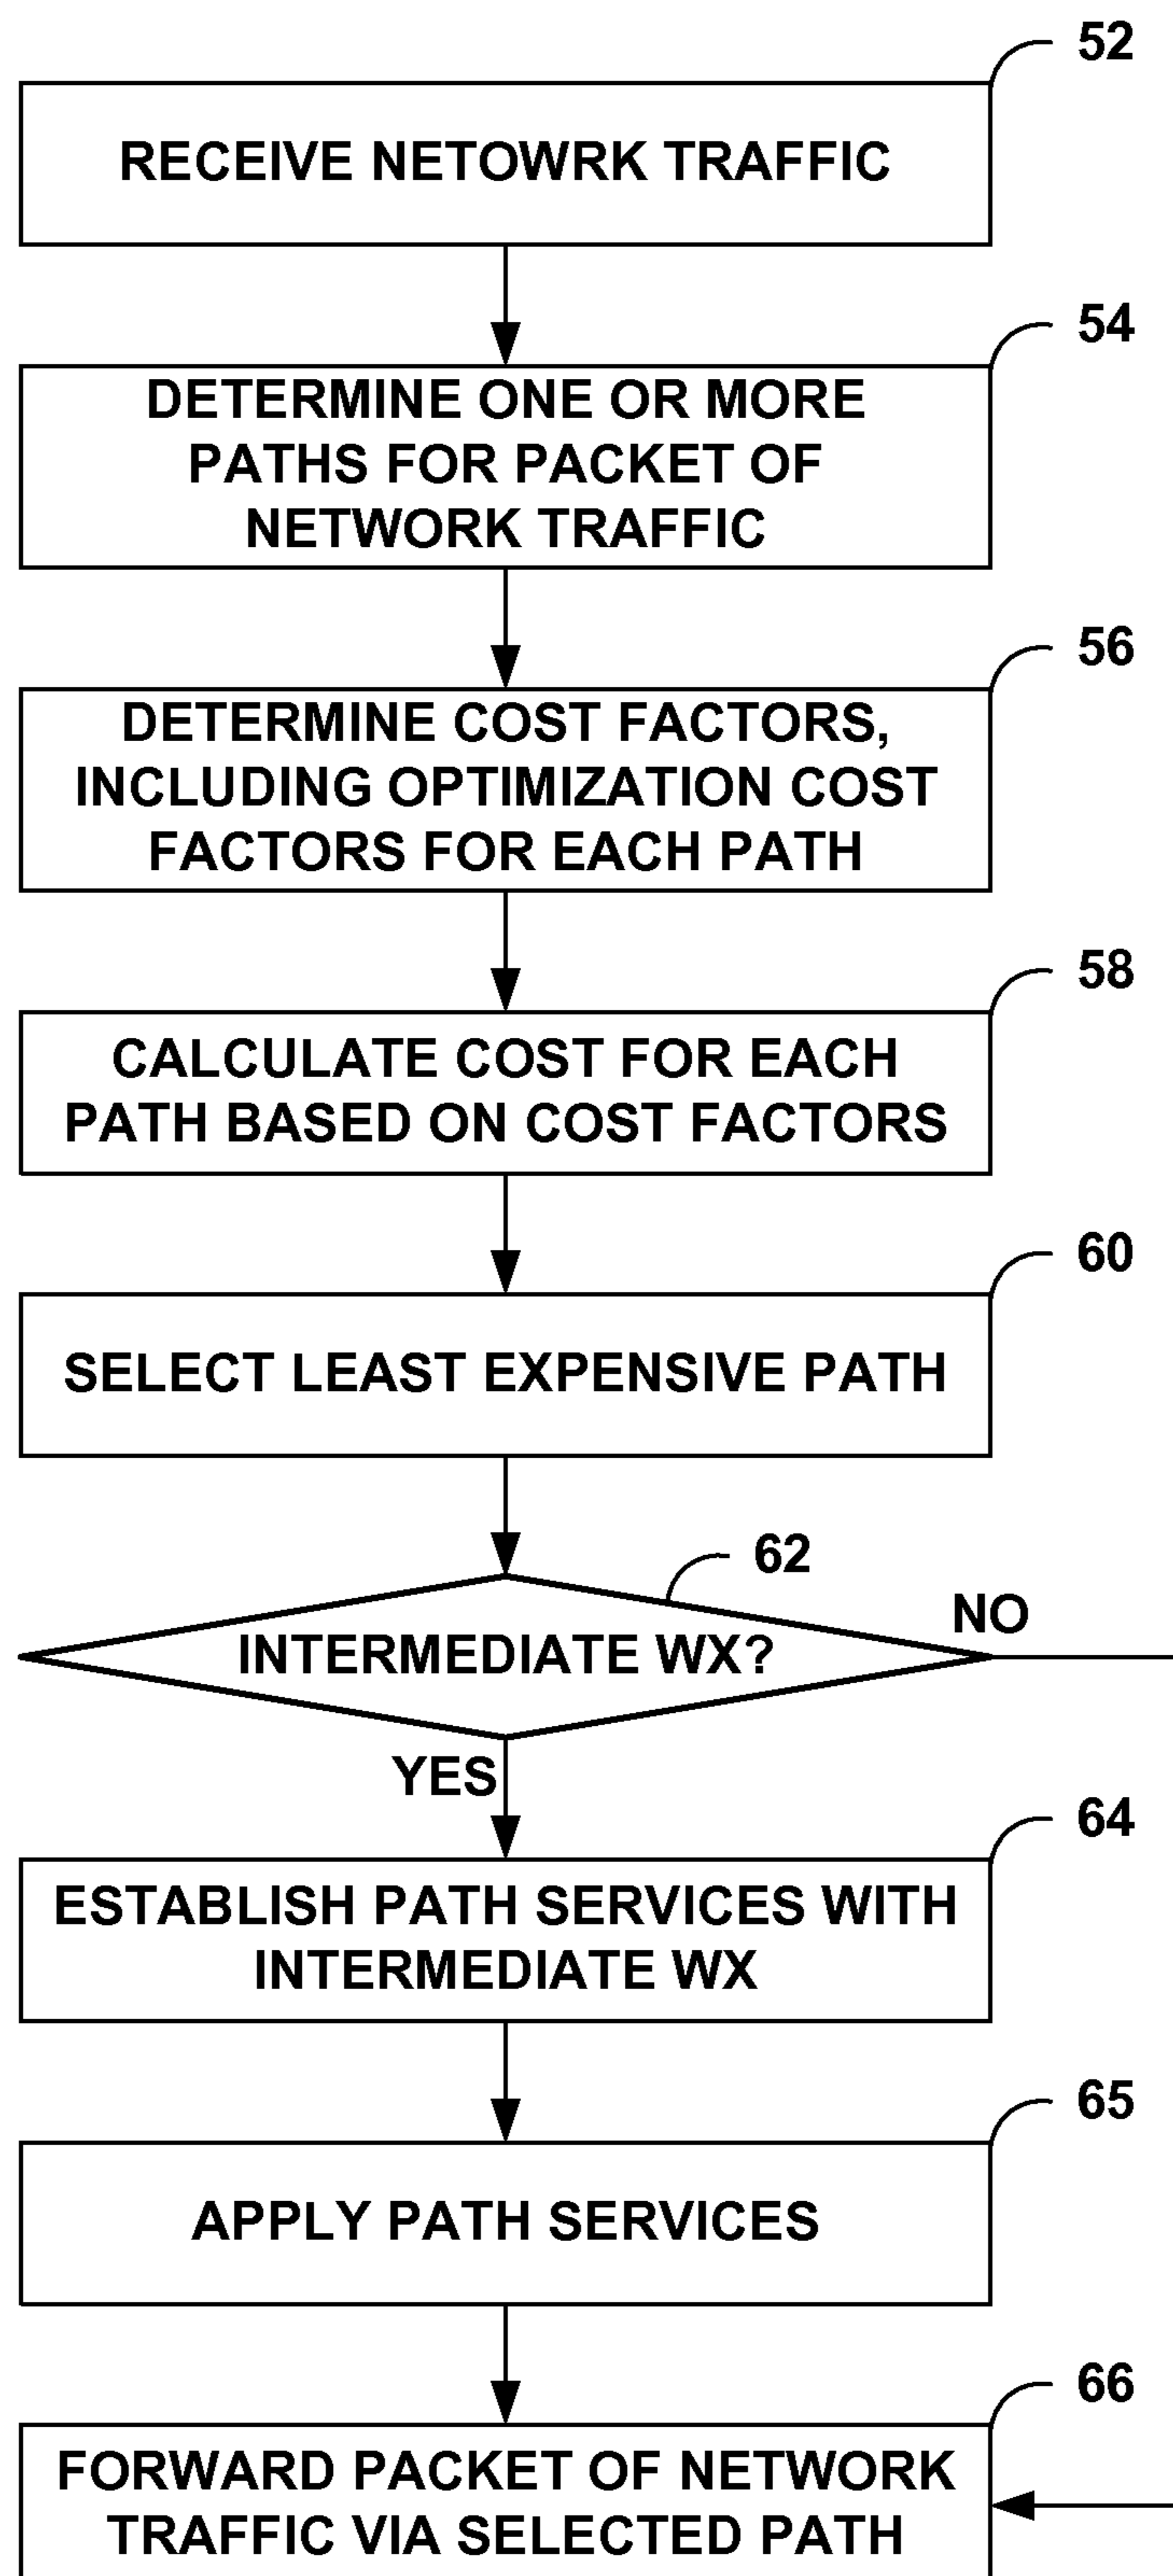 52
RECEIVE NETOWRK TRAFFIC
54
DETERMINE ONE OR MORE
PATHS FOR PACKET OF
NETWORK TRAFFIC
56
DETERMINE COST FACTORS,
INCLUDING OPTIMIZATION COST
FACTORS FOR EACH PATH
58
CALCULATE COST FOR EACH
PATH BASED ON COST FACTORS
60
SELECT LEAST EXPENSIVE PATH
62
NO
INTERMEDIATE WX?
YES
64
ESTABLISH PATH SERVICES WITH
INTERMEDIATE WX
65
APPLY PATH SERVICES
66
FORWARD PACKET OF NETWORK
TRAFFIC VIA SELECTED PATH